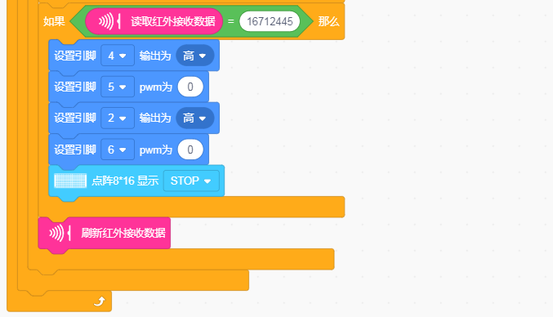 如果 读取红外接收数据 = 16712445 那么
设置引脚 4 输出为 高
设置引脚 5 pwm为 0
设置引脚 2 输出为 高
设置引脚 6 pwm为 0
点阵8*16 显示 STOP
刷新红外接收数据